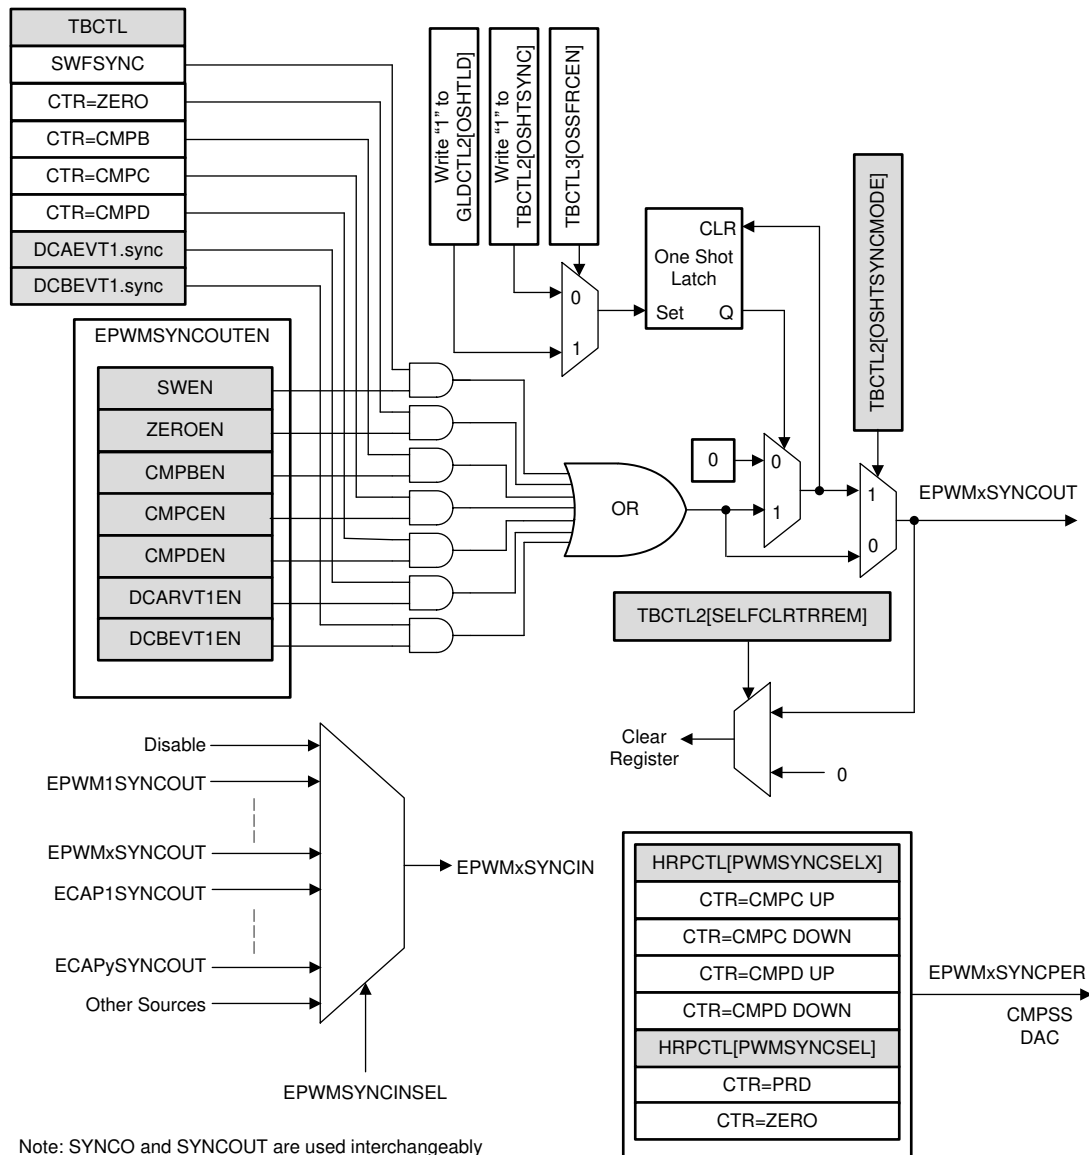 TBCTL
SWFSYNC
CTR=ZERO
CTR=CMPB
CTR=CMPC
CTR=CMPD
DCAEVT1.sync
DCBEVT1.sync
EPWMSYNCOUTEN
SWEN
ZEROEN
CMPBEN
CMPCEN
CMPDEN
DCARVT1EN
DCBEVT1EN
Write “1” to
GLDCTL2[OSHTLD]
Write “1” to
TBCTL2[OSHTSYNC]
TBCTL3[OSSFRCEN]
0
1
CLR
One Shot
Latch
Set
Q
TBCTL2[OSHTSYNCMODE]
OR
0
0
1
1
0
EPWMxSYNCOUT
TBCTL2[SELFCLRTRREM]
Clear
Register
0
Disable
EPWM1SYNCOUT
EPWMxSYNCOUT
ECAP1SYNCOUT
ECAPySYNCOUT
Other Sources
EPWMxSYNCIN
EPWMSYNCINSEL
HRPCTL[PWMSYNCSELX]
CTR=CMPC UP
CTR=CMPC DOWN
CTR=CMPD UP
CTR=CMPD DOWN
HRPCTL[PWMSYNCSEL]
CTR=PRD
CTR=ZERO
EPWMxSYNCPER
CMPSS
DAC
Note: SYNCO and SYNCOUT are used interchangeably